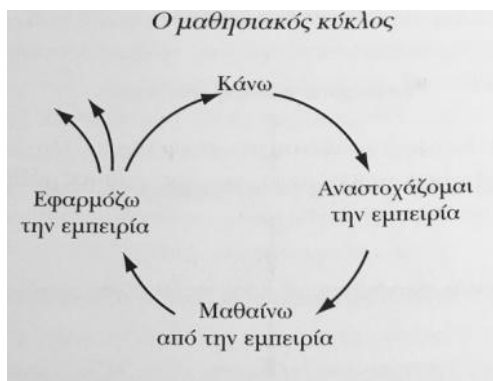 Ο μαθησιακός κύκλος
Κάνω
Αναστοχάζομαι
την εμπειρία
Μαθαίνω
από την εμπειρία
Εφαρμόζω
την εμπειρία